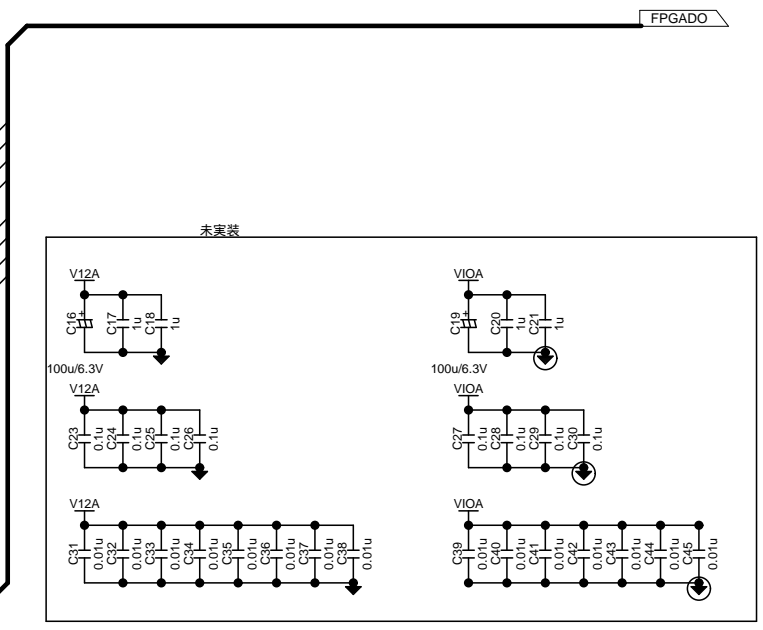 FPGADO
未実装
V12A
C16
+
C17
1u
C18
1u
100u/6.3V
VIOA
C19
+
C20
1u
C21
1u
100u/6.3V
V12A
C23
0.1u
C24
0.1u
C25
0.1u
C26
0.1u
VIOA
C27
0.1u
C28
0.1u
C29
0.1u
C30
0.1u
V12A
C31
0.01u
C32
0.01u
C33
0.01u
C34
0.01u
C35
0.01u
C36
0.01u
C37
0.01u
C38
0.01u
VIOA
C39
0.01u
C40
0.01u
C41
0.01u
C42
0.01u
C43
0.01u
C44
0.01u
C45
0.01u